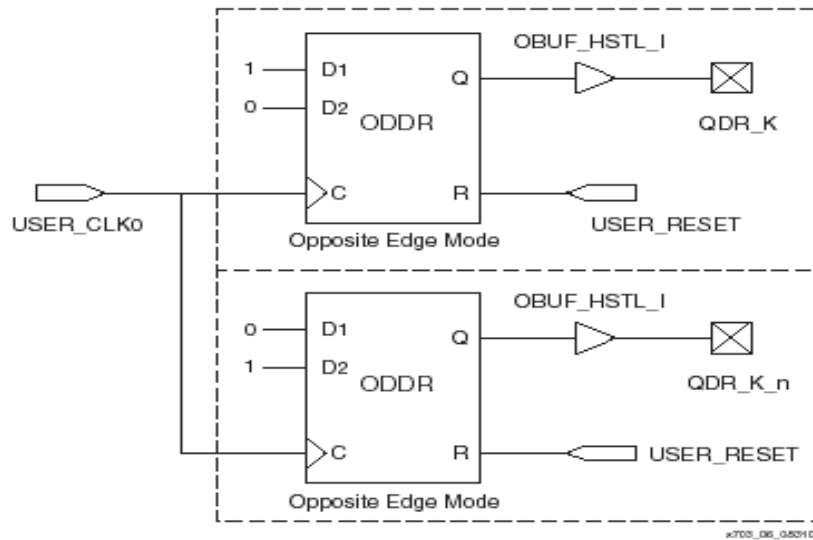 OBUF_HSTL_I
1
D1
Q
0
D2
ODDR
QDR_K
C
R
USER_CLK0
USER_RESET
Opposite Edge Mode
OBUF_HSTL_I
0
D1
Q
1
D2
ODDR
QDR_K_n
C
R
USER_RESET
Opposite Edge Mode